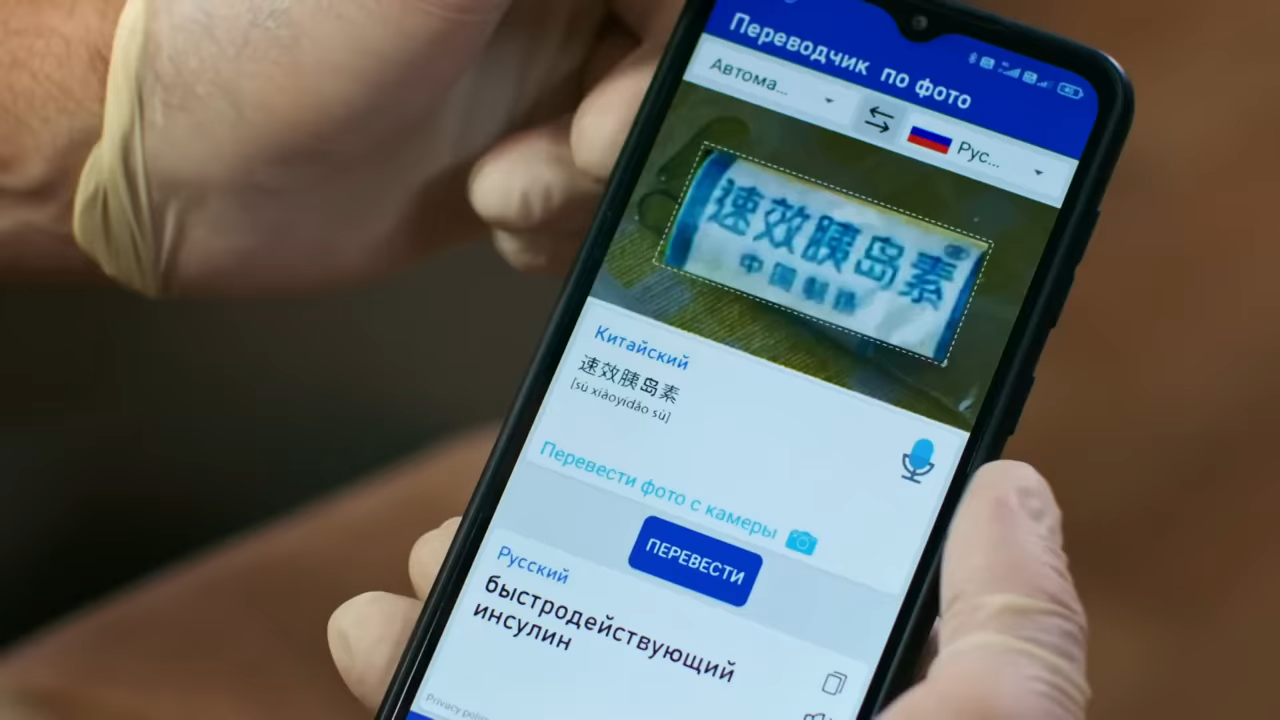 Переводчик по фото
Автома...
Рус...
速效胰岛素
中国制造
Китайский
速效胰岛素
[sù xiàoyídǎo sù]
Перевести фото с камеры
ПЕРЕВЕСТИ
Русский
быстродействующий
инсулин
Privacy